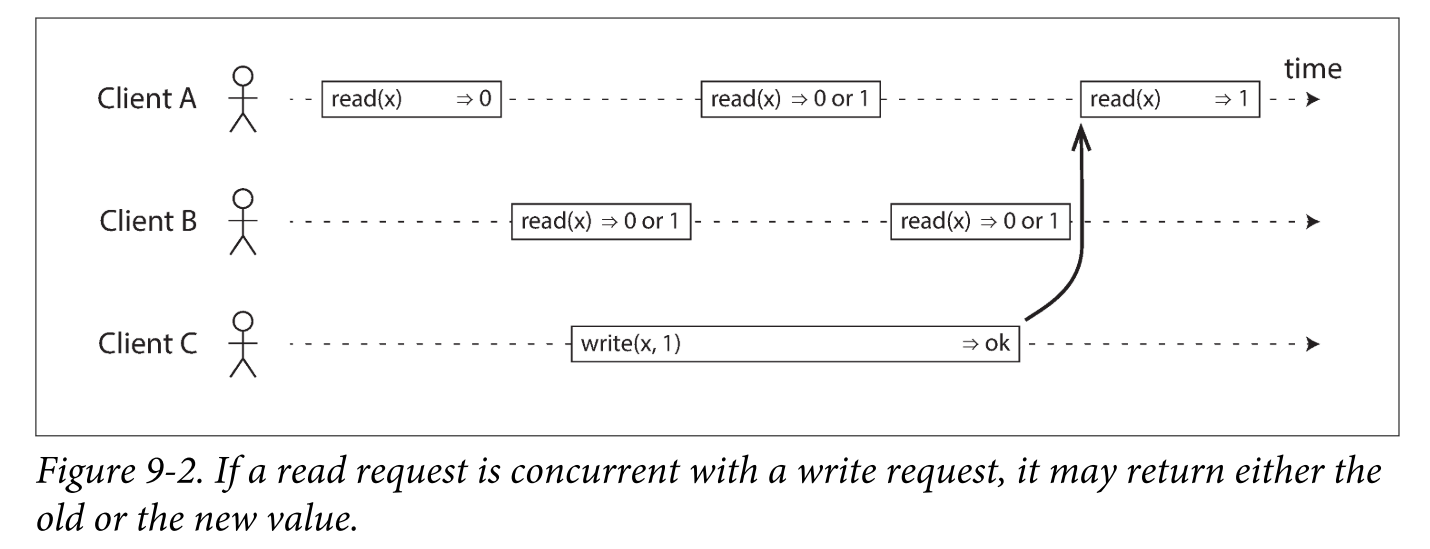 time
Client A read(x) ⇒ 0 read(x) ⇒ 0 or 1 read(x) ⇒ 1
Client B read(x) ⇒ 0 or 1 read(x) ⇒ 0 or 1
Client C write(x, 1) ⇒ ok
Figure 9-2. If a read request is concurrent with a write request, it may return either the
old or the new value.